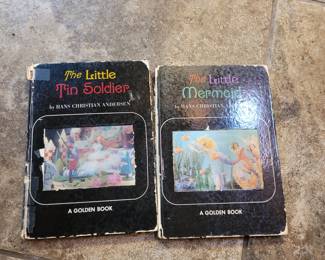 The Little
Tin Soldier
by HANS CHRISTIAN ANDERSEN
A GOLDEN BOOK
The Little
Mermaid
by HANS CHRISTIAN
A GOLDEN BOOK